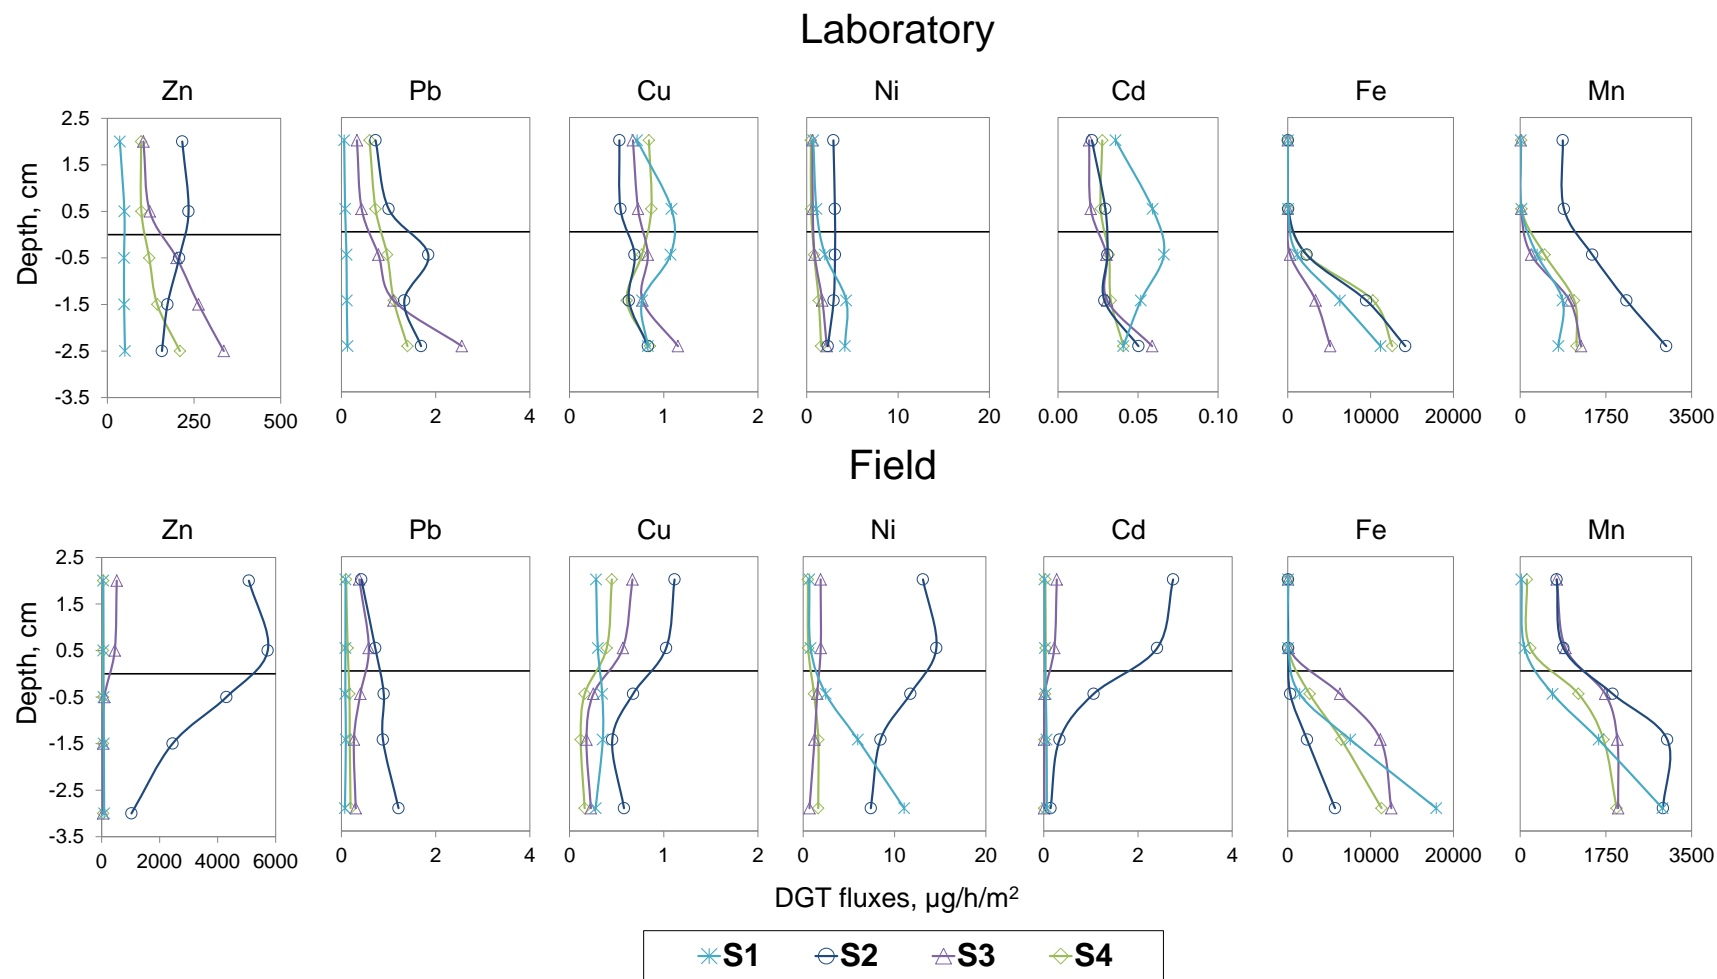 Laboratory
Zn Pb Cu Ni Cd Fe Mn
Depth, cm
2.5
1.5
0.5
-0.5
-1.5
-2.5
-3.5
0 250 500 0 2 4 0 1 2 0 10 20 0.00 0.05 0.10 0 10000 20000 0 1750 3500
Field
Zn Pb Cu Ni Cd Fe Mn
Depth, cm
2.5
1.5
0.5
-0.5
-1.5
-2.5
-3.5
0 2000 4000 6000 0 2 4 0 1 2 0 10 20 0 2 4 0 10000 20000 0 1750 3500
DGT fluxes, µg/h/m²
S1 S2 S3 S4